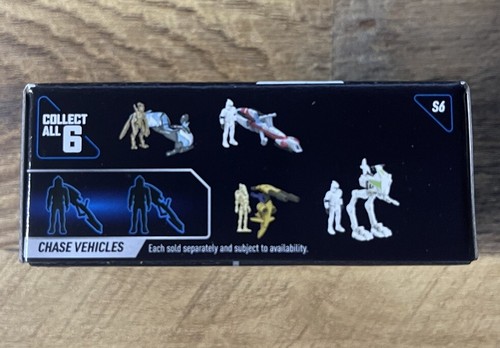 COLLECT
ALL 6
S6
CHASE VEHICLES
Each sold separately and subject to availability.